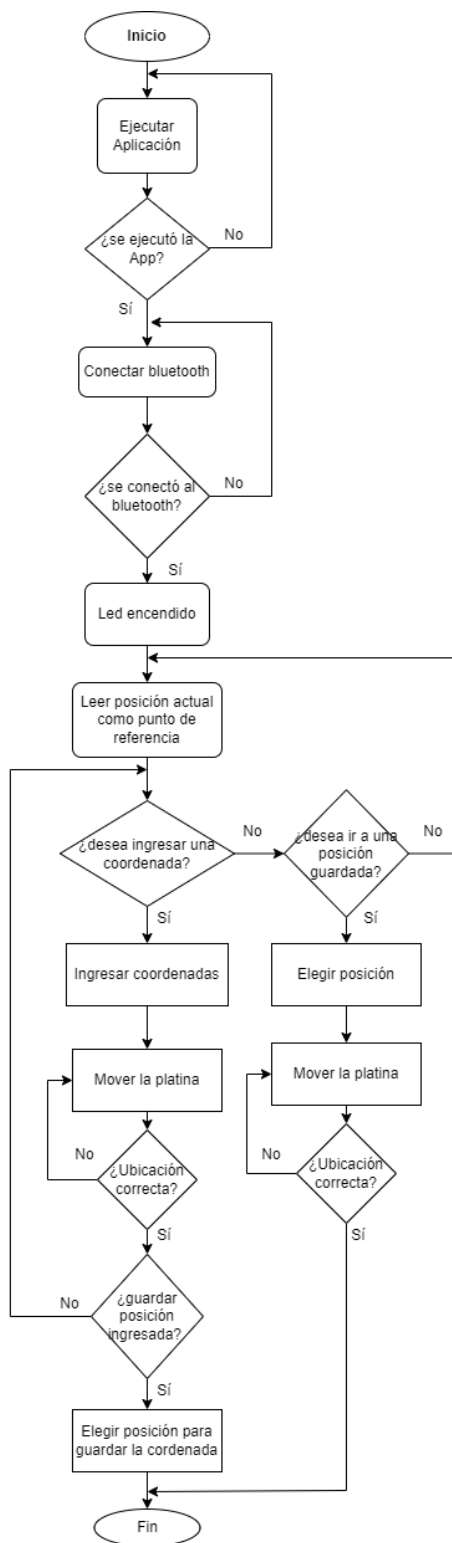 Inicio
Ejecutar
Aplicación
¿se ejecutó la
App?
No
Sí
Conectar bluetooth
¿se conectó al
bluetooth?
No
Sí
Led encendido
Leer posición actual
como punto de
referencia
¿desea ingresar una
coordenada?
No
¿desea ir a una
posición
guardada?
No
Sí
Sí
Ingresar coordenadas
Elegir posición
Mover la platina
Mover la platina
No
¿Ubicación
correcta?
No
¿Ubicación
correcta?
Sí
Sí
No
¿guardar
posición
ingresada?
Sí
Elegir posición para
guardar la cordenada
Fin